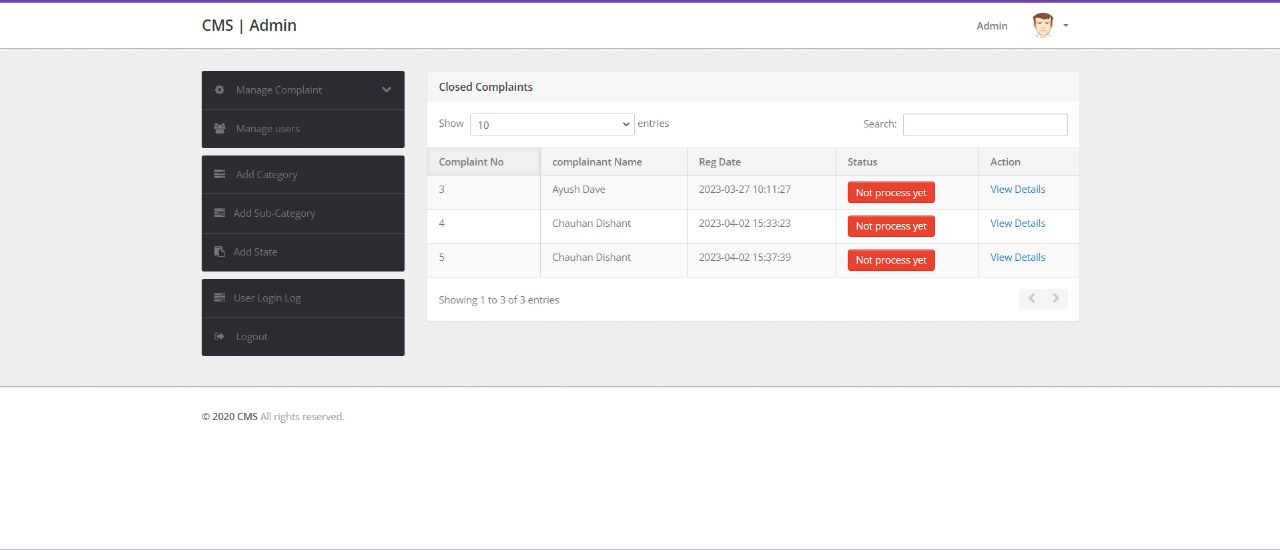 CMS | Admin
Admin
Manage Complaint
Manage users
Add Category
Add Sub-Category
Add State
User Login Log
Logout
Closed Complaints
Show 10 entries
Search:
Complaint No complainant Name Reg Date Status Action
3 Ayush Dave 2023-03-27 10:11:27 Not process yet View Details
4 Chauhan Dishant 2023-04-02 15:33:23 Not process yet View Details
5 Chauhan Dishant 2023-04-02 15:37:39 Not process yet View Details
Showing 1 to 3 of 3 entries
© 2020 CMS All rights reserved.